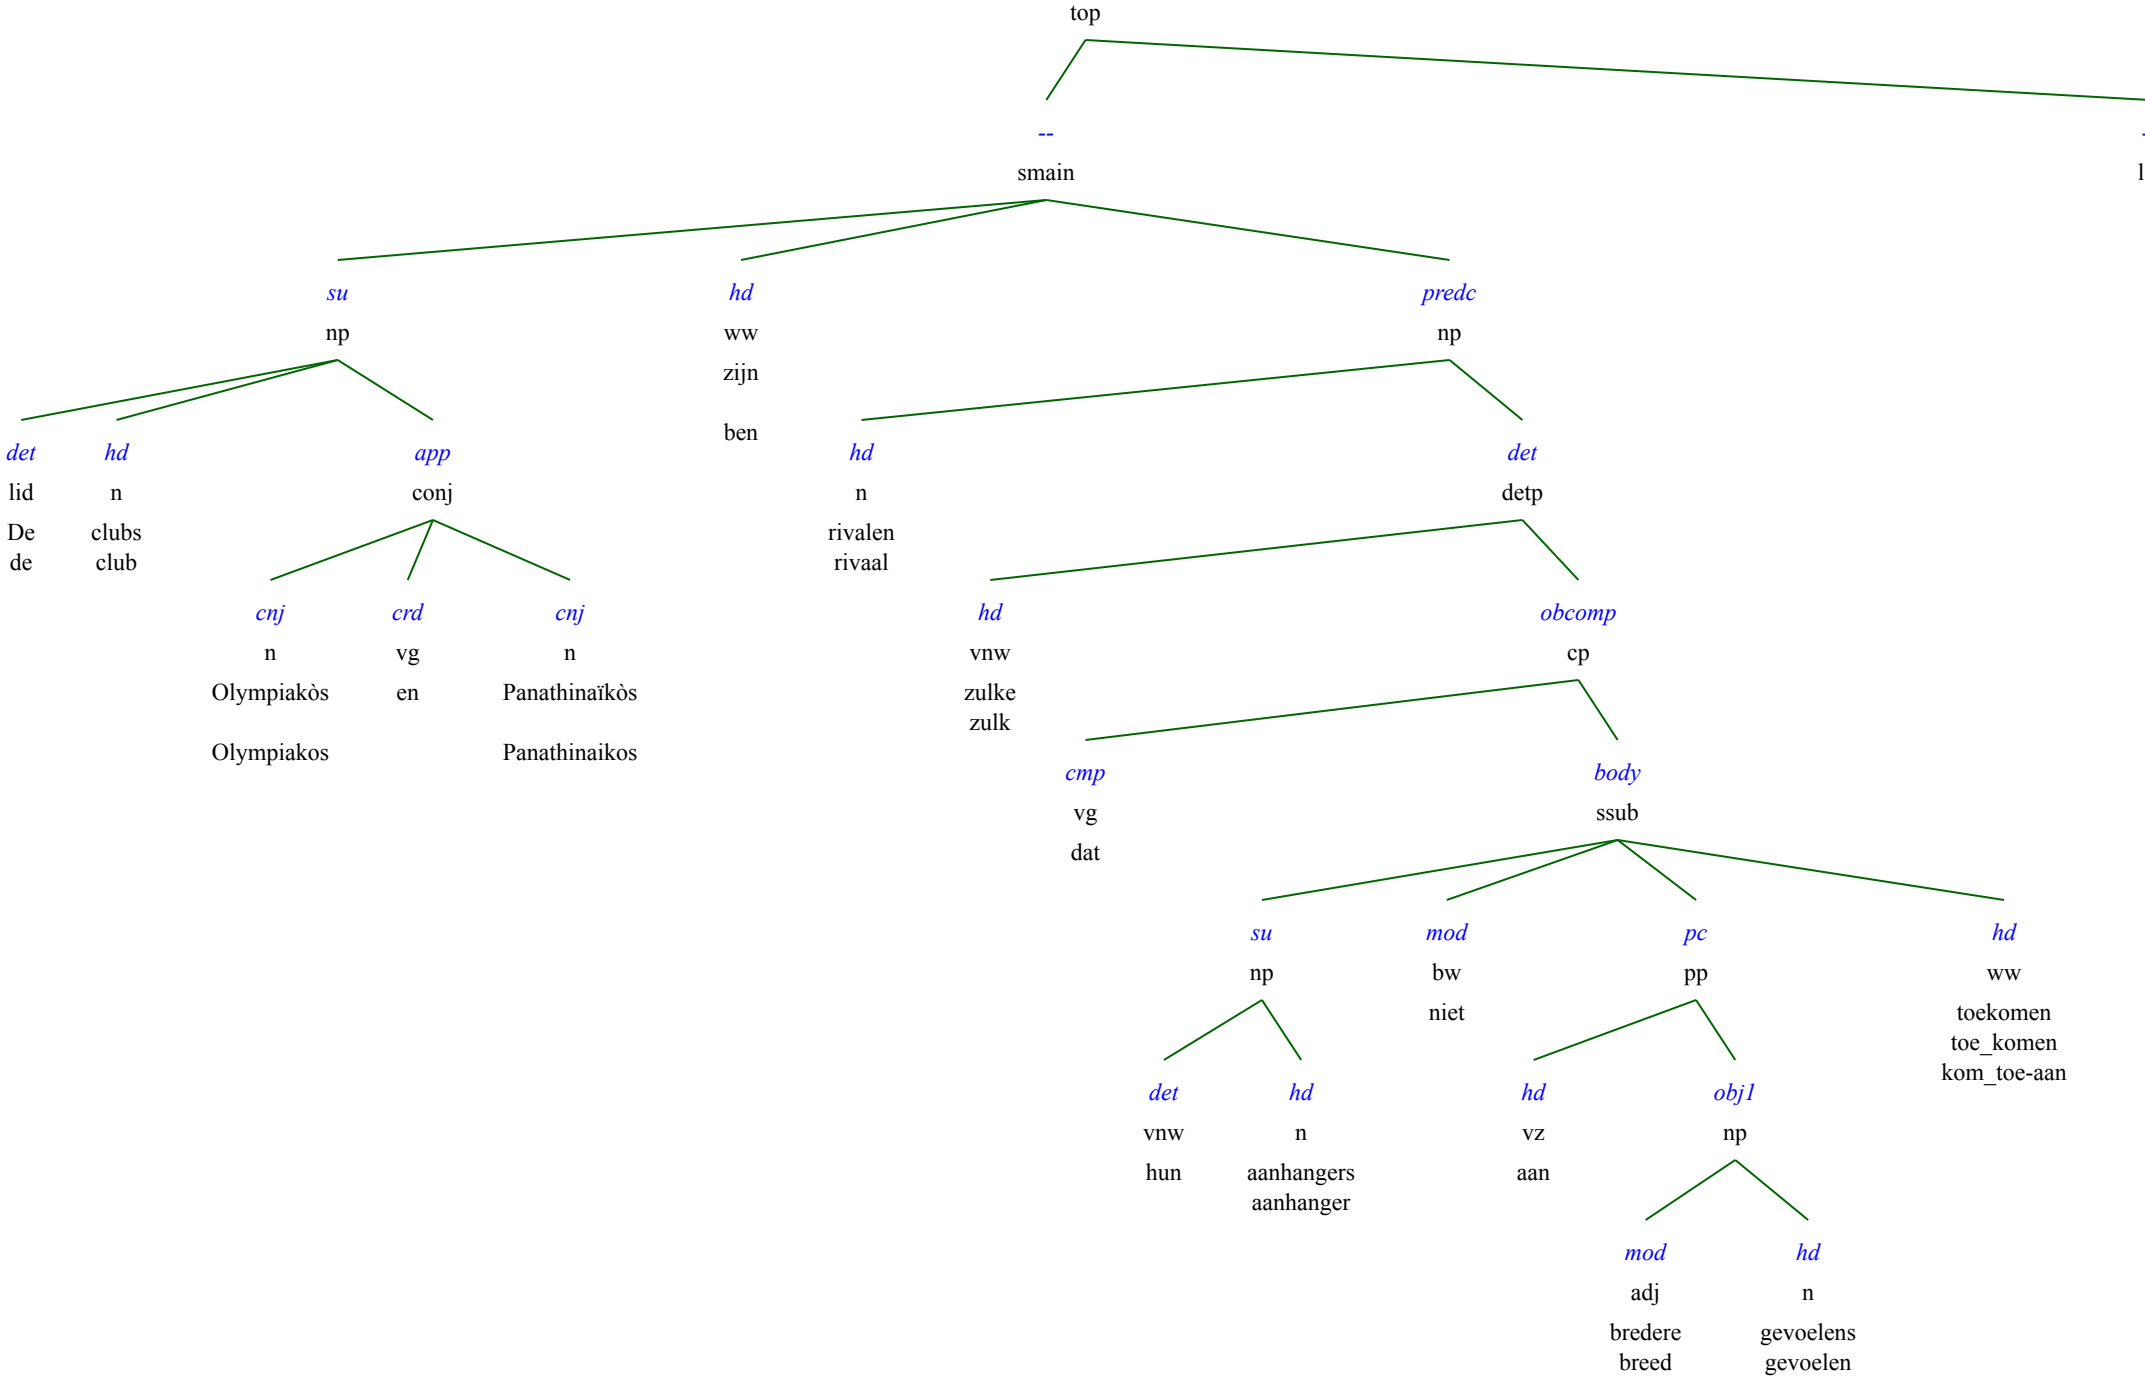 top
--
smain
su hd predc
np ww np
zijn
ben
det hd app hd det
lid n conj n detp
De clubs rivalen
de club rivaal
cnj crd cnj hd obcomp
n vg n vnw cp
Olympiakòs en Panathinaïkòs zulke
zulk
Olympiakos Panathinaikos
cmp body
vg ssub
dat
su mod pc hd
np bw pp ww
niet toekomen
toe_komen
kom_toe-aan
det hd hd obj1
vnw n vz np
hun aanhangers aan
aanhanger
mod hd
adj n
bredere gevoelens
breed gevoelen